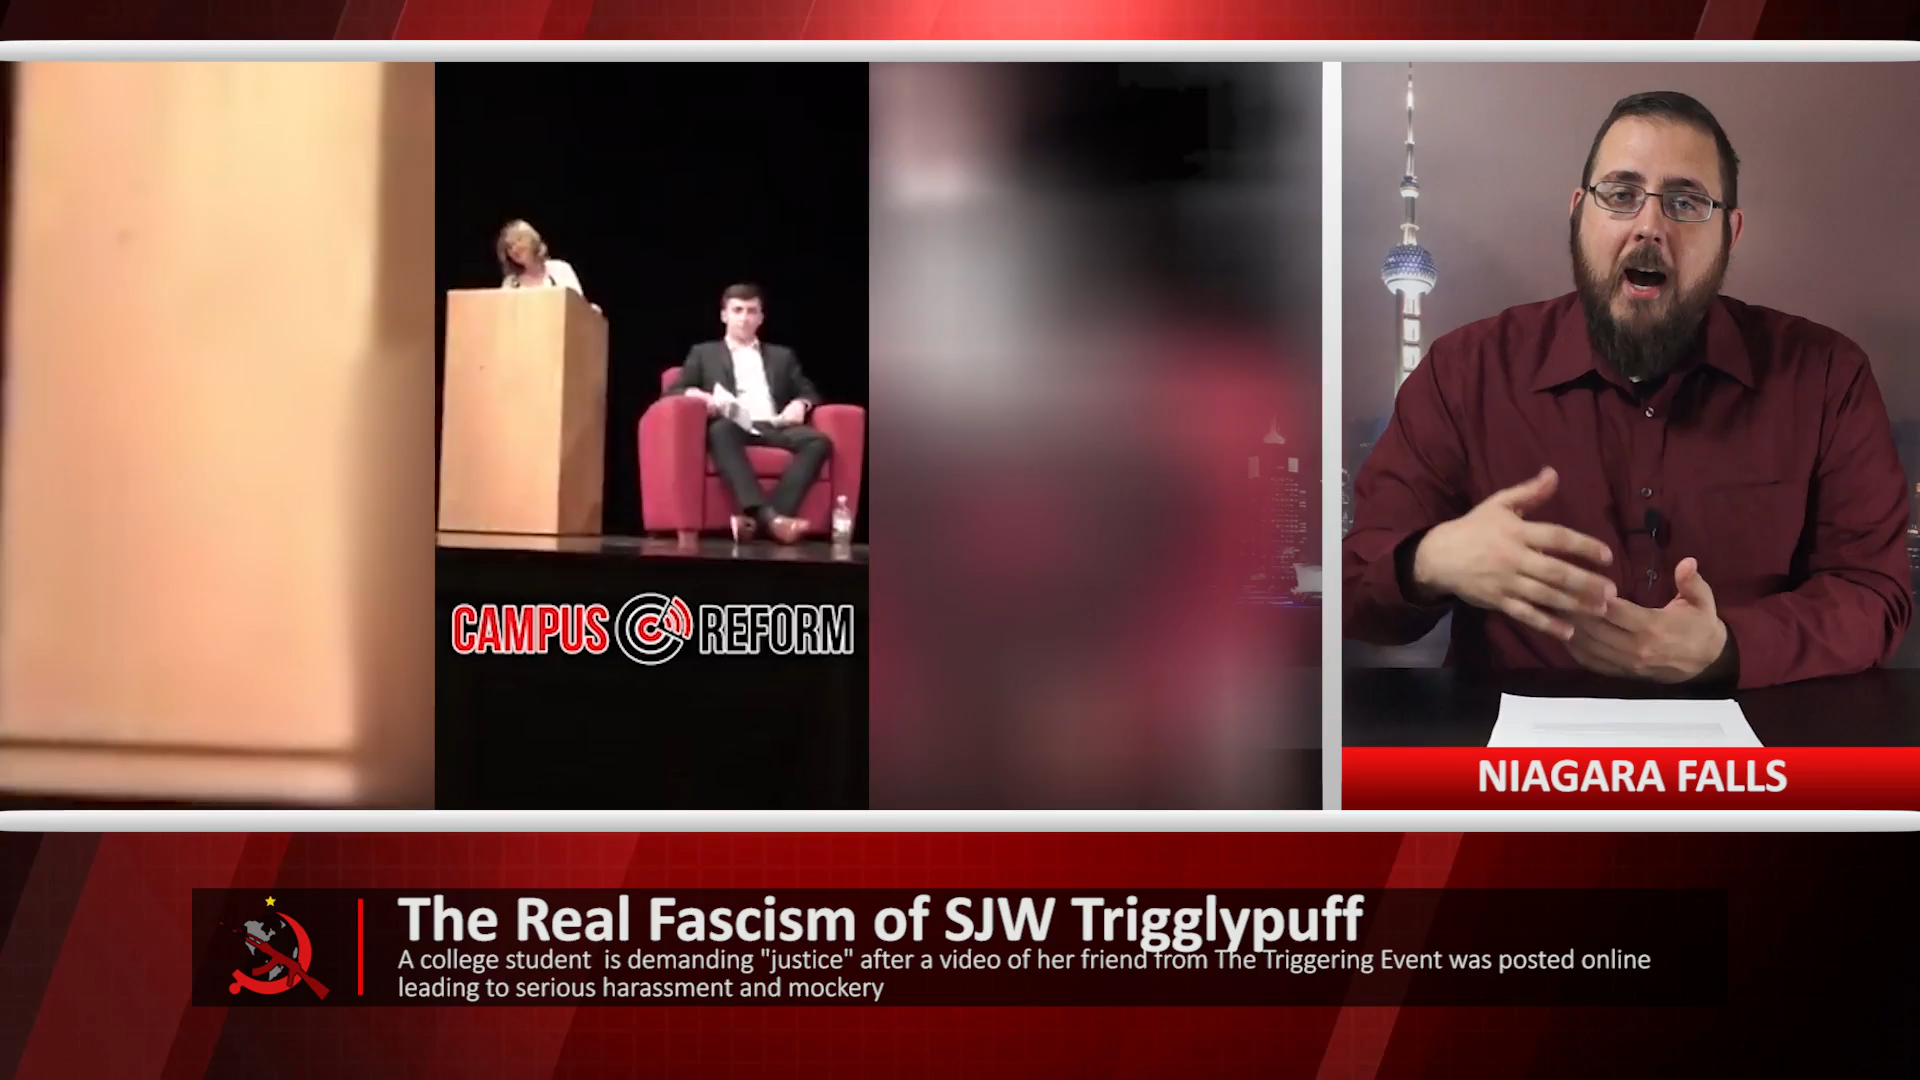 CAMPUS REFORM
NIAGARA FALLS
The Real Fascism of SJW Trigglypuff
A college student is demanding "justice" after a video of her friend from The Triggering Event was posted online
leading to serious harassment and mockery